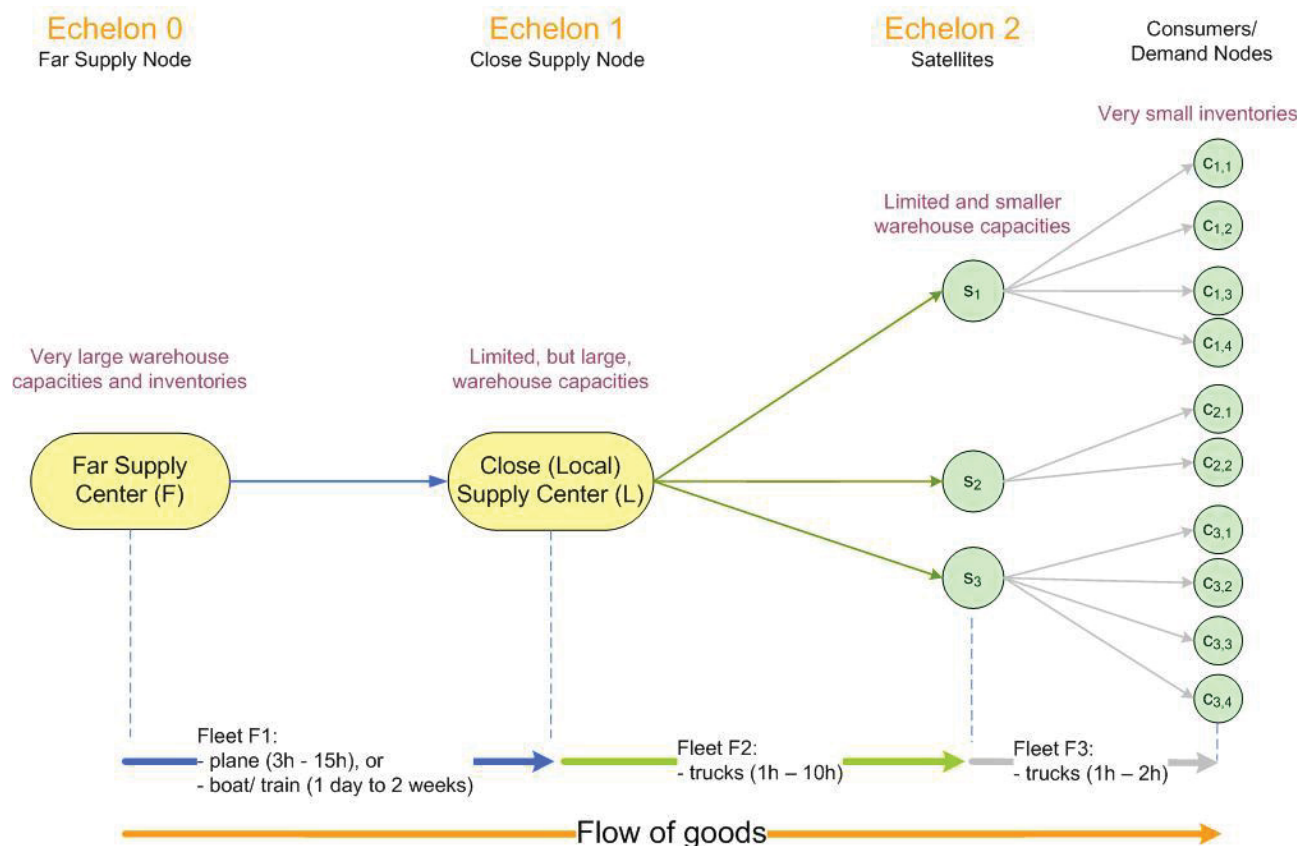 Echelon 0
Far Supply Node
Echelon 1
Close Supply Node
Echelon 2
Satellites
Consumers/
Demand Nodes
Very small inventories
Limited and smaller
warehouse capacities
Very large warehouse
capacities and inventories
Limited, but large,
warehouse capacities
Far Supply
Center (F)
Close (Local)
Supply Center (L)
S1
S2
S3
C1,1
C1,2
C1,3
C1,4
C2,1
C2,2
C3,1
C3,2
C3,3
C3,4
Fleet F1:
- plane (3h - 15h), or
- boat/ train (1 day to 2 weeks)
Fleet F2:
- trucks (1h – 10h)
Fleet F3:
- trucks (1h – 2h)
Flow of goods